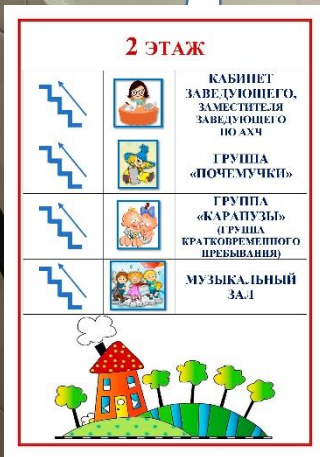 2 ЭТАЖ
КАБИНЕТ
ЗАВЕДУЮЩЕГО,
ЗАМЕСТИТЕЛЯ
ЗАВЕДУЮЩЕГО
ПО АХЧ
ГРУППА
«ПОЧЕМУЧКИ»
ГРУППА
«КАРАПУЗЫ»
(ГРУППА
КРАТКОВРЕМЕННОГО
ПРЕБЫВАНИЯ)
МУЗЫКАЛЬНЫЙ
ЗАЛ